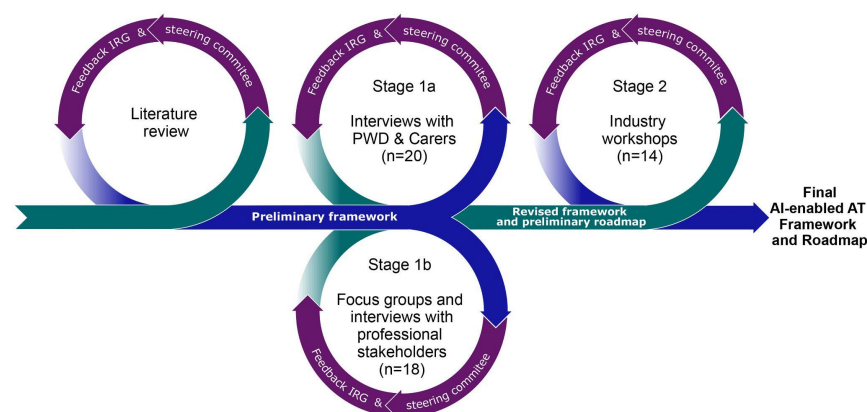 Feedback IRG & steering commitee
Literature
review
Feedback IRG & steering commitee
Stage 1a
Interviews with
PWD & Carers
(n=20)
Feedback IRG & steering commitee
Stage 2
Industry
workshops
(n=14)
Preliminary framework
Revised framework
and preliminary roadmap
Final
AI-enabled AT
Framework
and Roadmap
Stage 1b
Focus groups and
interviews with
professional
stakeholders
(n=18)
Feedback IRG & steering commitee